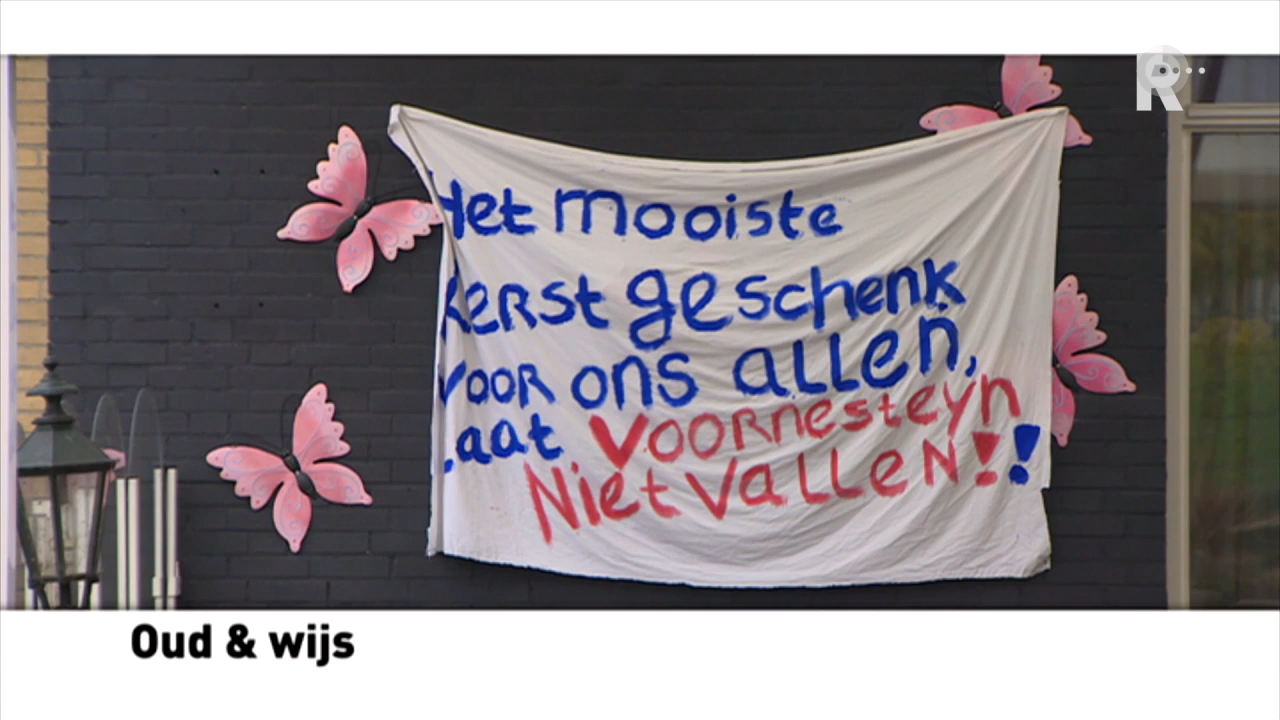 Het mooiste
Kerst geschenk
Voor ons allen,
Laat Voornesteyn
Niet Vallen!!
Oud & wijs
R